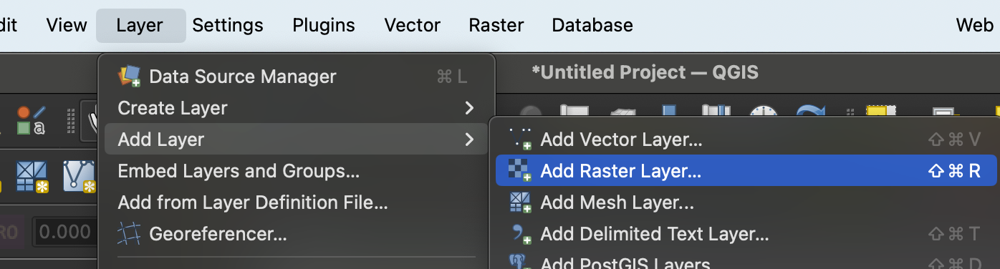 dit View Layer Settings Plugins Vector Raster Database Web
*Untitled Project — QGIS
Data Source Manager ⌘ L
Create Layer
Add Layer
Embed Layers and Groups...
Add from Layer Definition File...
Georeferencer...
a
RO 0.000
Add Vector Layer... ⇧ ⌘ V
Add Raster Layer... ⇧ ⌘ R
Add Mesh Layer...
Add Delimited Text Layer... ⇧ ⌘ T
Add PostGIS Layers ⇧ ⌘ D